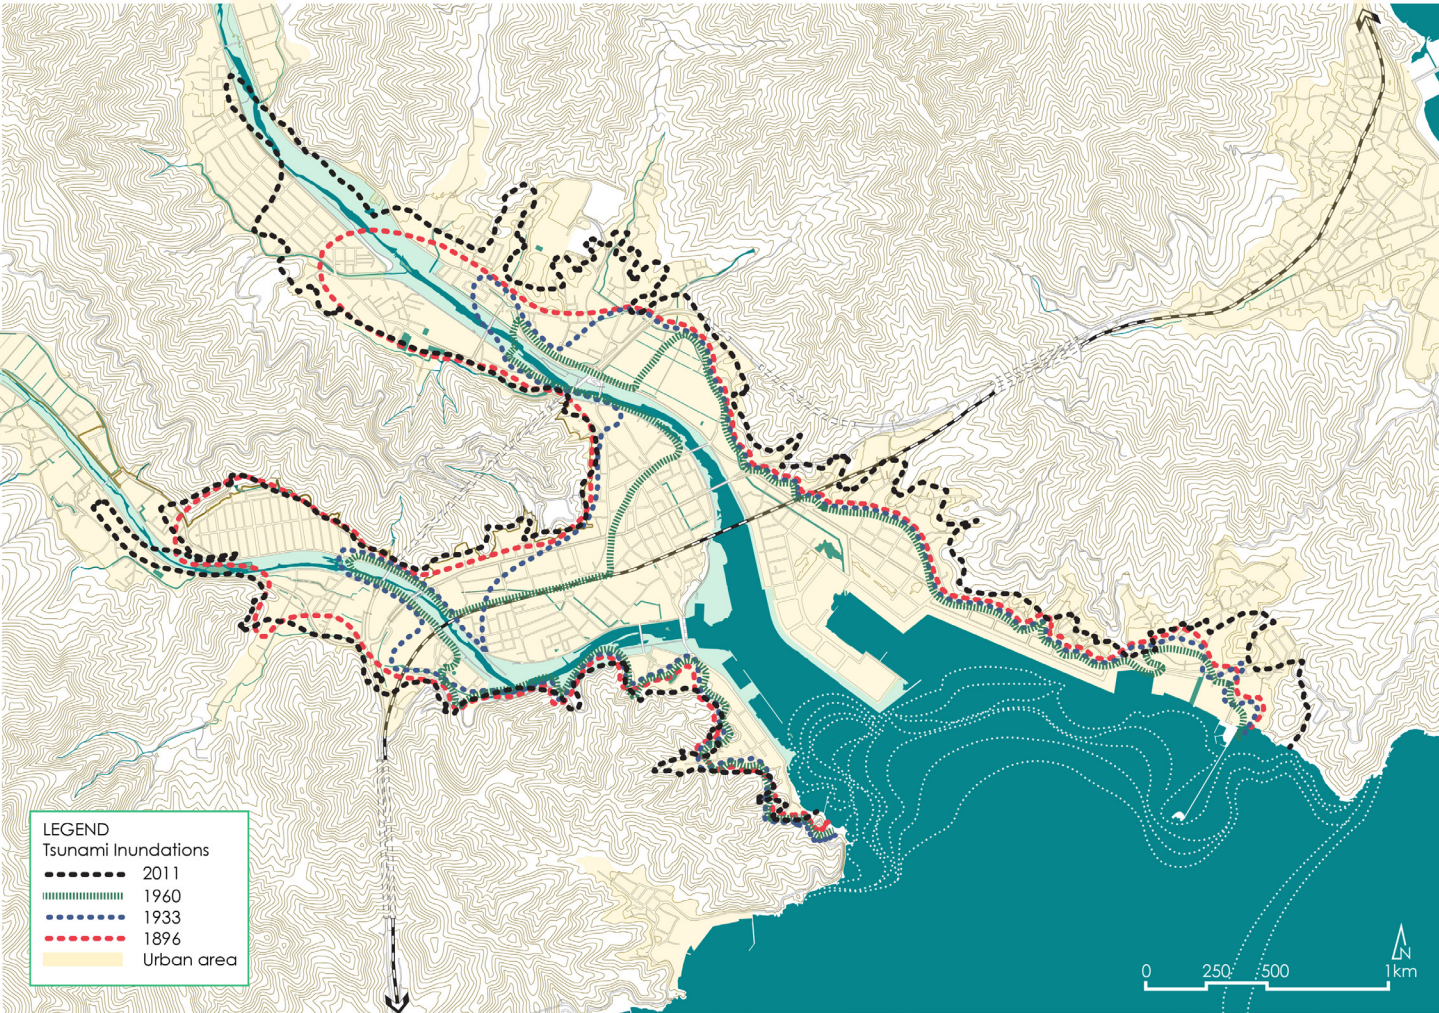 LEGEND
Tsunami Inundations
2011
1960
1933
1896
Urban area
N
0 250 500 1km